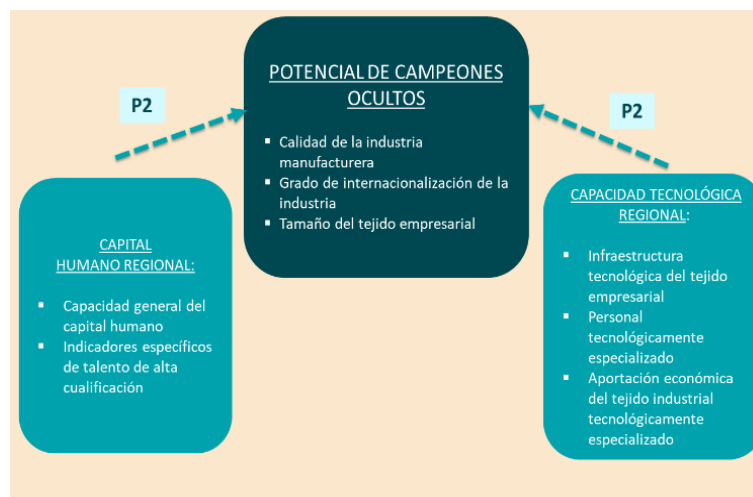 POTENCIAL DE CAMPEONES
OCULTOS
▪ Calidad de la industria
manufacturera
▪ Grado de internacionalización de la
industria
▪ Tamaño del tejido empresarial
P2
P2
CAPITAL
HUMANO REGIONAL:
▪ Capacidad general del
capital humano
▪ Indicadores específicos
de talento de alta
cualificación
CAPACIDAD TECNOLÓGICA
REGIONAL:
▪ Infraestructura
tecnológica del tejido
empresarial
▪ Personal
tecnológicamente
especializado
▪ Aportación económica
del tejido industrial
tecnológicamente
especializado